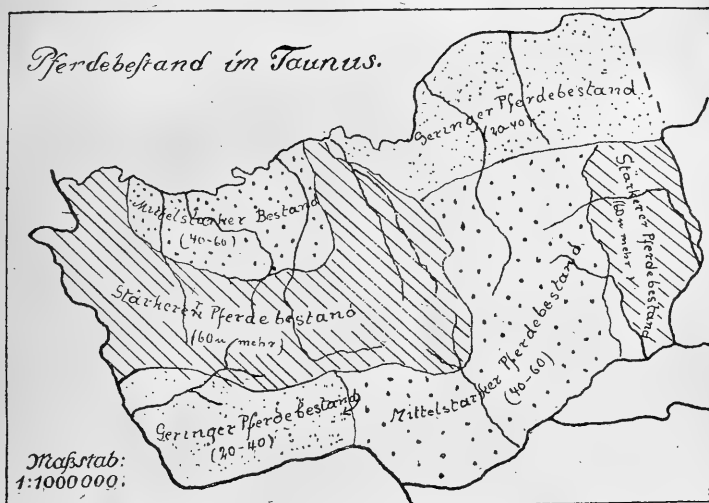 Pferdebestand im Taunus.
Geringer Pferdebestand
(20-40)
Mittelstarker Bestand
(40-60)
Stärkerer Pferdebestand
(60 u mehr)
Stärkerer Pferdebestand
(60 u mehr)
Mittelstarker Pferdebestand
(40-60)
Geringer Pferdebestand
(20-40)
Maßstab:
1:1000000.